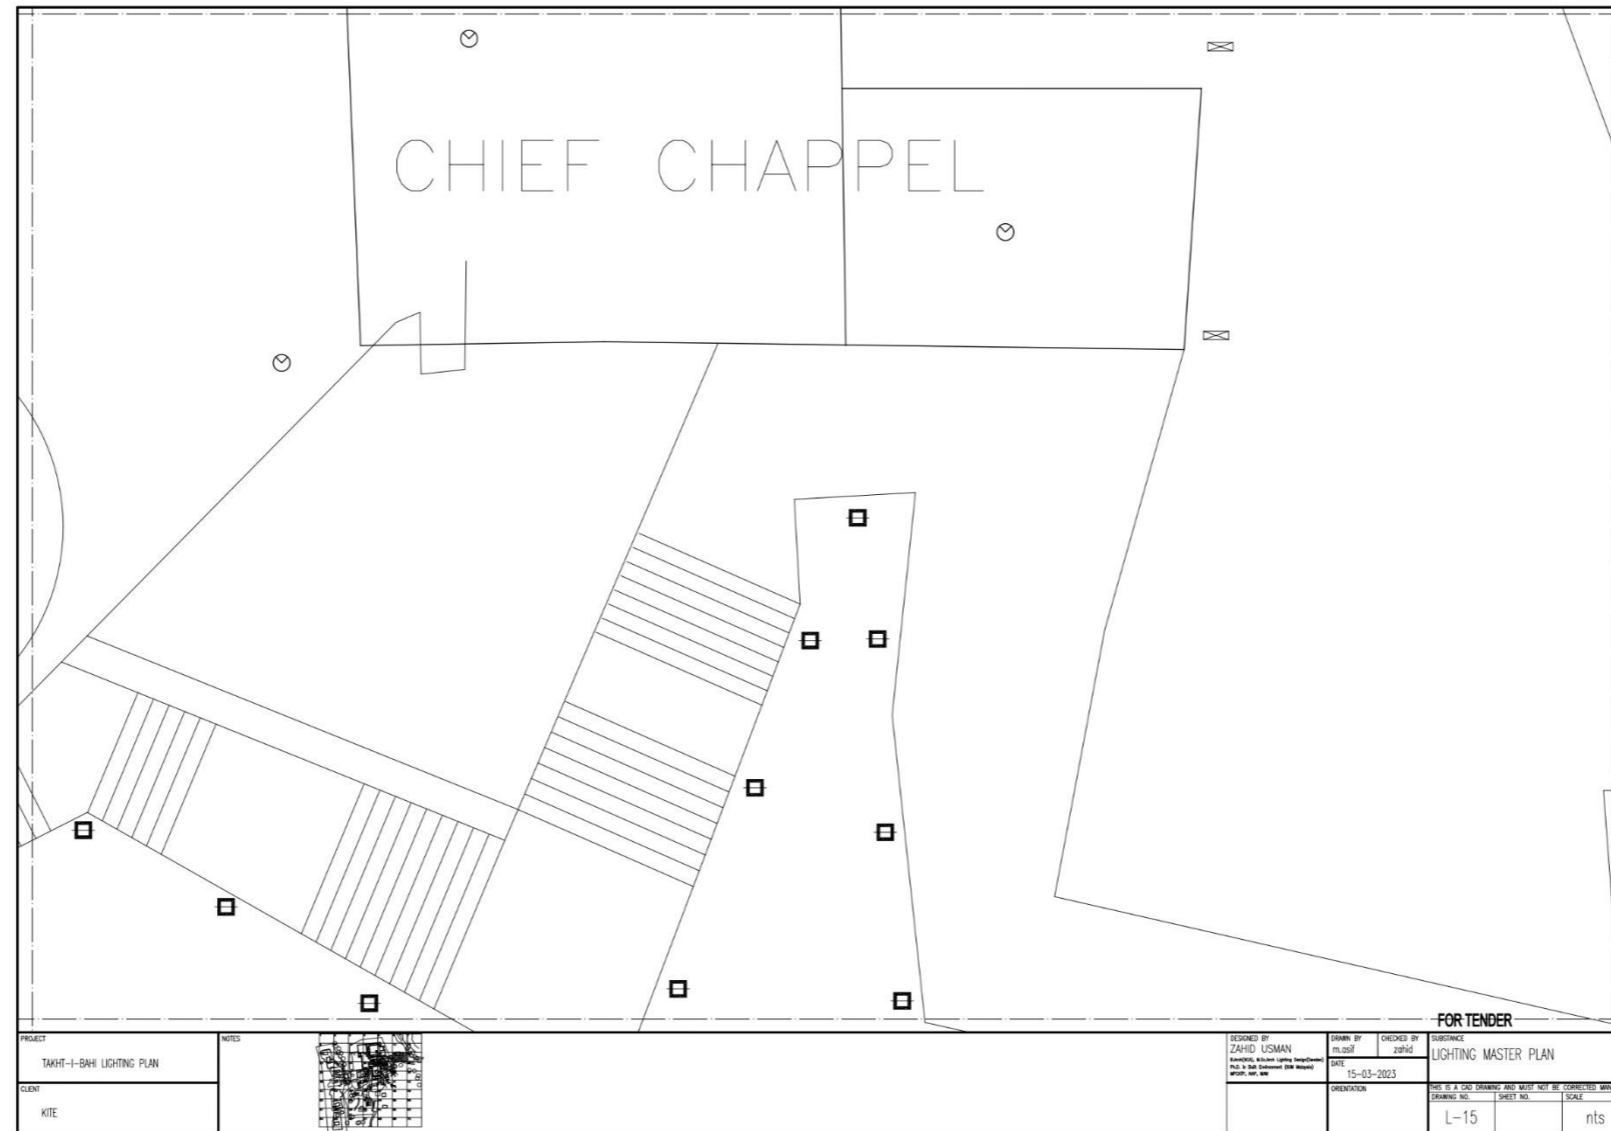 CHIEF CHAPPEL
FOR TENDER
PROJECT
TAKHT-I-BAHI LIGHTING PLAN
CLIENT
KITE
NOTES
DESIGNED BY
ZAHID USMAN
DRAWN BY
m.asif
CHECKED BY
zahid
DATE
15-03-2023
ORIENTATION
SUBSTANCE
LIGHTING MASTER PLAN
THIS IS A CAD DRAWING AND MUST NOT BE CORRECTED
DRAWING NO.
L-15
SHEET NO.
SCALE
nts